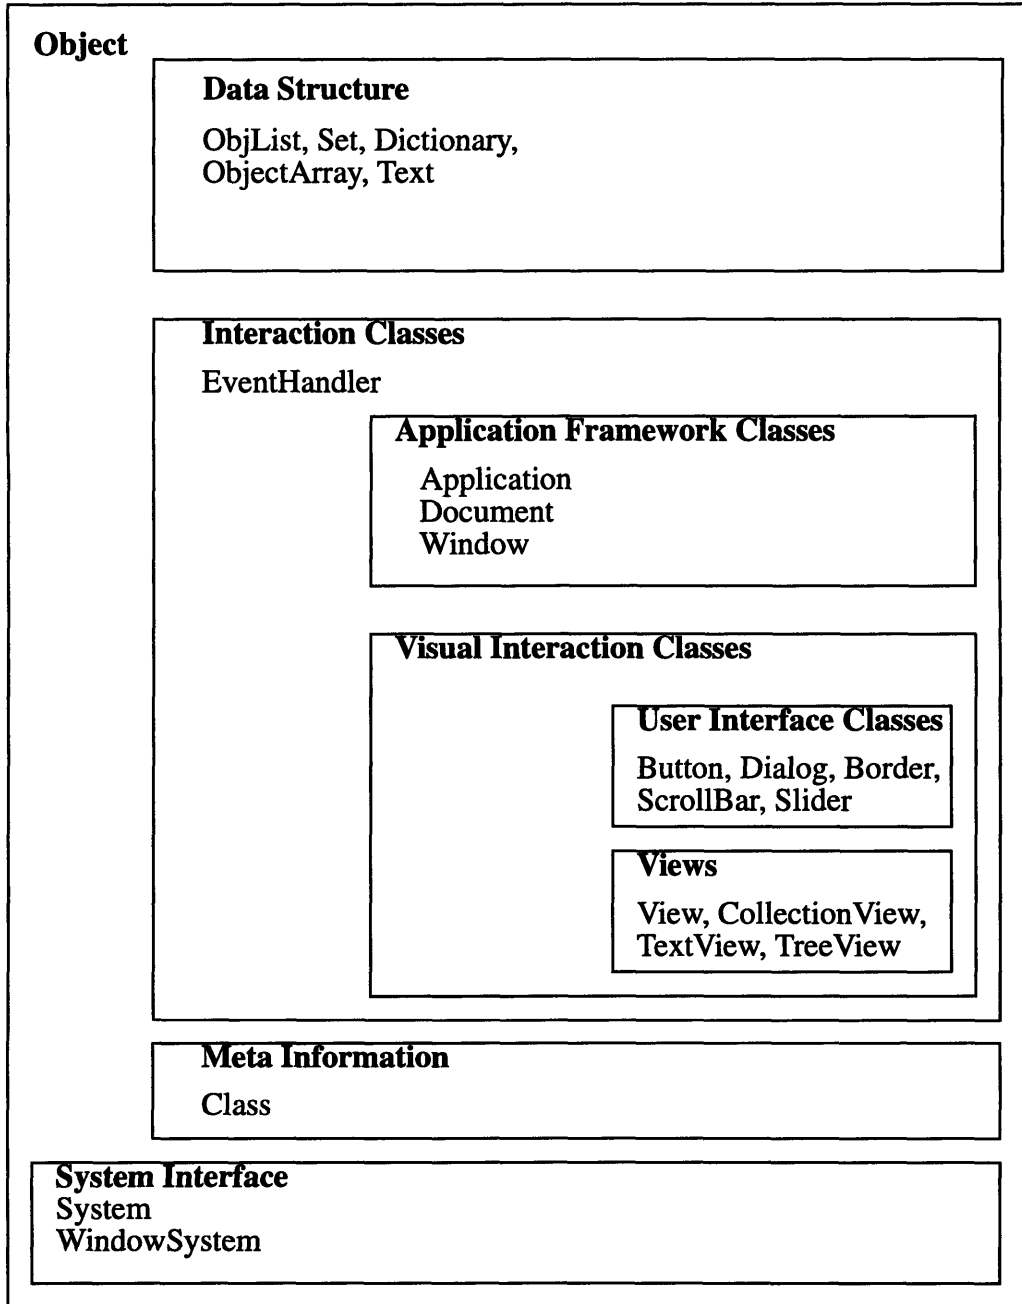 Object
Data Structure
ObjList, Set, Dictionary,
ObjectArray, Text
Interaction Classes
EventHandler
Application Framework Classes
Application
Document
Window
Visual Interaction Classes
User Interface Classes
Button, Dialog, Border,
ScrollBar, Slider
Views
View, CollectionView,
TextView, TreeView
Meta Information
Class
System Interface
System
WindowSystem